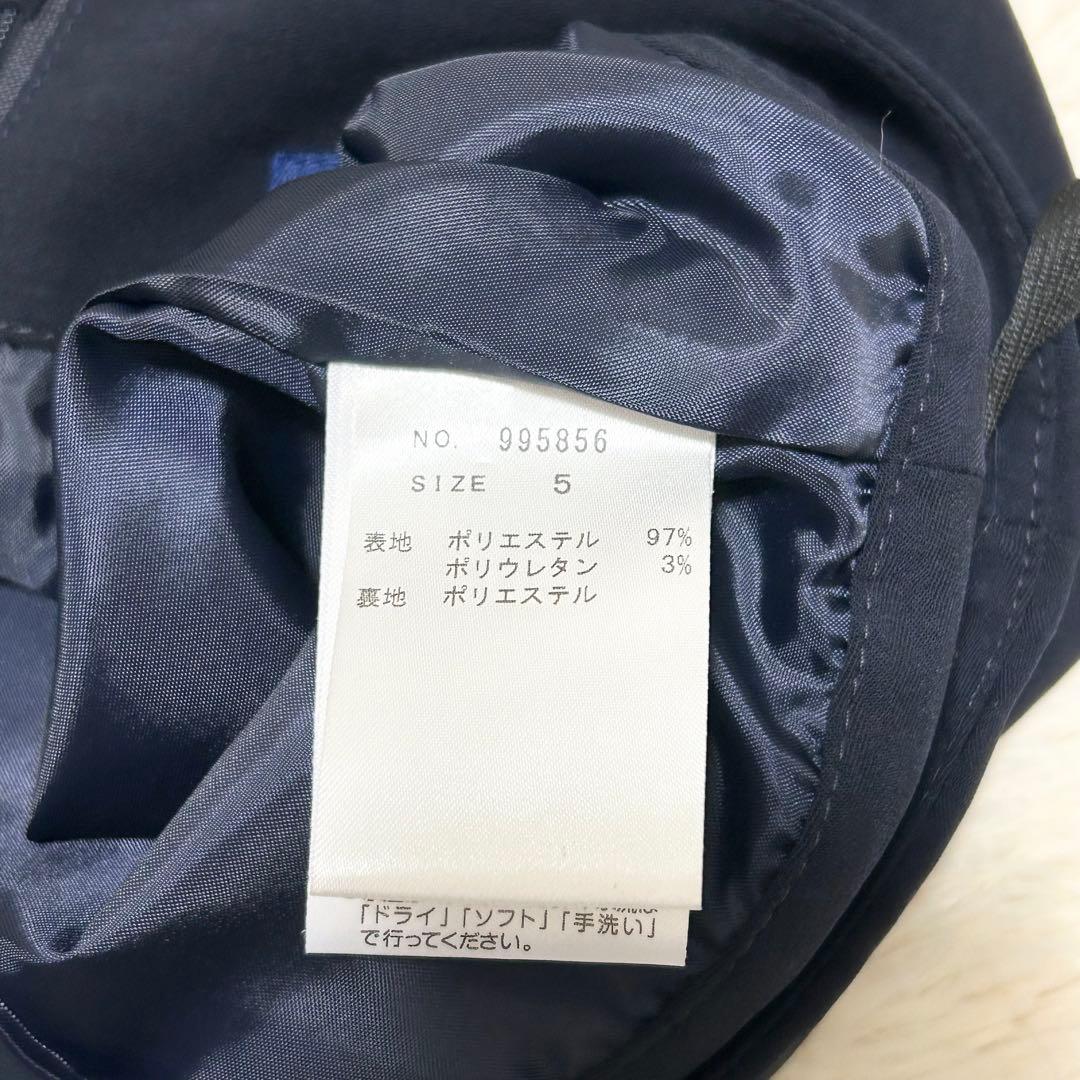 NO. 995856
SIZE 5
表地 ポリエステル 97%
ポリウレタン 3%
裏地 ポリエステル
「ドライ」「ソフト」「手洗い」
で行ってください。